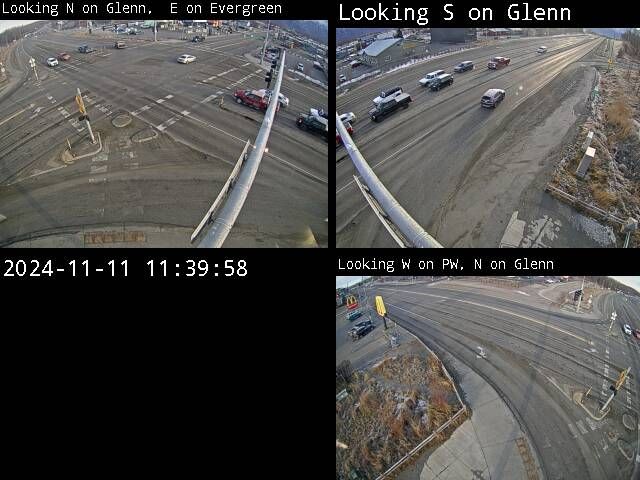 Looking N on Glenn, E on Evergreen
Looking S on Glenn
2024-11-11 11:39:58
Looking W on PW, N on Glenn